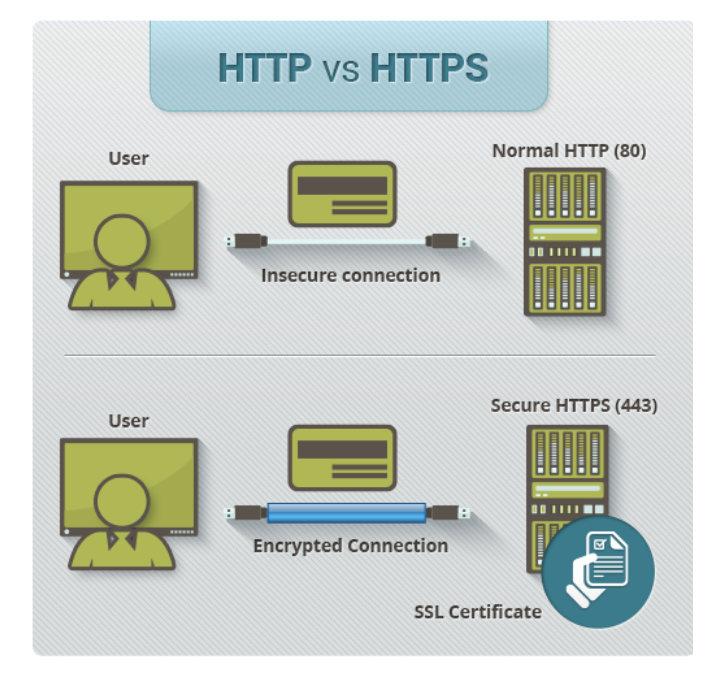 HTTP vs HTTPS
User
Normal HTTP (80)
Insecure connection
User
Secure HTTPS (443)
Encrypted Connection
SSL Certificate